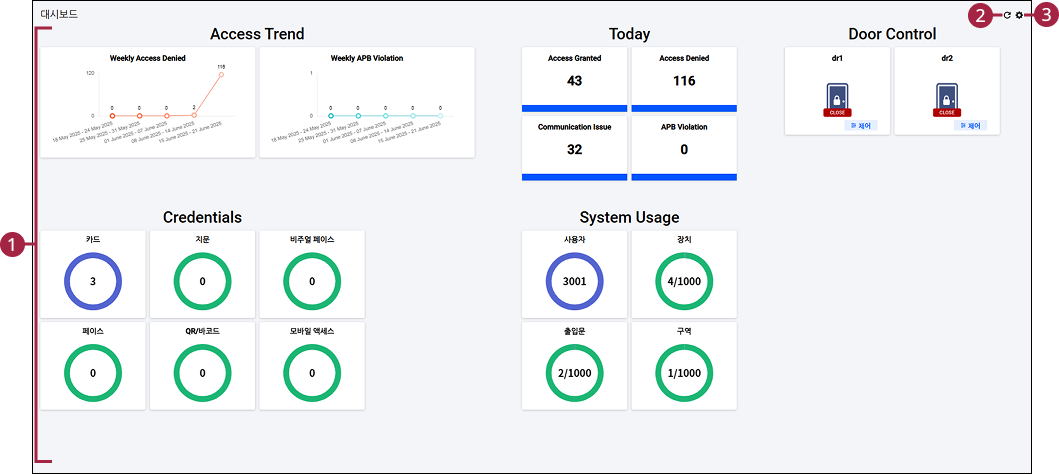 대시보드
2
3
Access Trend
Today
Door Control
Weekly Access Denied
120
0
0
0
0
2
116
18 May 2025 - 24 May 2025
25 May 2025 - 31 May 2025
01 June 2025 - 07 June 2025
08 June 2025 - 14 June 2025
15 June 2025 - 21 June 2025
Weekly APB Violation
1
0
0
0
0
0
0
18 May 2025 - 24 May 2025
25 May 2025 - 31 May 2025
01 June 2025 - 07 June 2025
08 June 2025 - 14 June 2025
15 June 2025 - 21 June 2025
Access Granted
43
Access Denied
116
Communication Issue
32
APB Violation
0
dr1
CLOSE
제어
dr2
CLOSE
제어
1
Credentials
System Usage
카드
3
지문
0
비주얼 페이스
0
페이스
0
QR/바코드
0
모바일 액세스
0
사용자
3001
장치
4/1000
출입문
2/1000
구역
1/1000